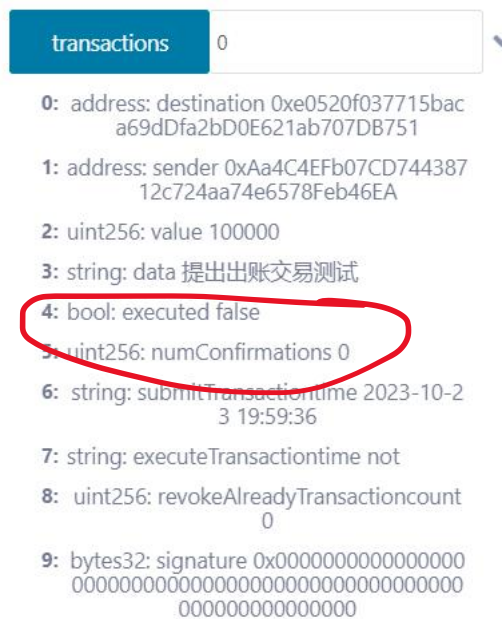 transactions 0
0: address: destination 0xe0520f037715bac
a69dDfa2bD0E621ab707DB751
1: address: sender 0xAa4C4EFb07CD744387
12c724aa74e6578Feb46EA
2: uint256: value 100000
3: string: data 提出出账交易测试
4: bool: executed false
5: uint256: numConfirmations 0
6: string: submitTransactiontime 2023-10-2
3 19:59:36
7: string: executeTransactiontime not
8: uint256: revokeAlreadyTransactioncount
0
9: bytes32: signature 0x0000000000000000
0000000000000000000000000000000000
00000000000000